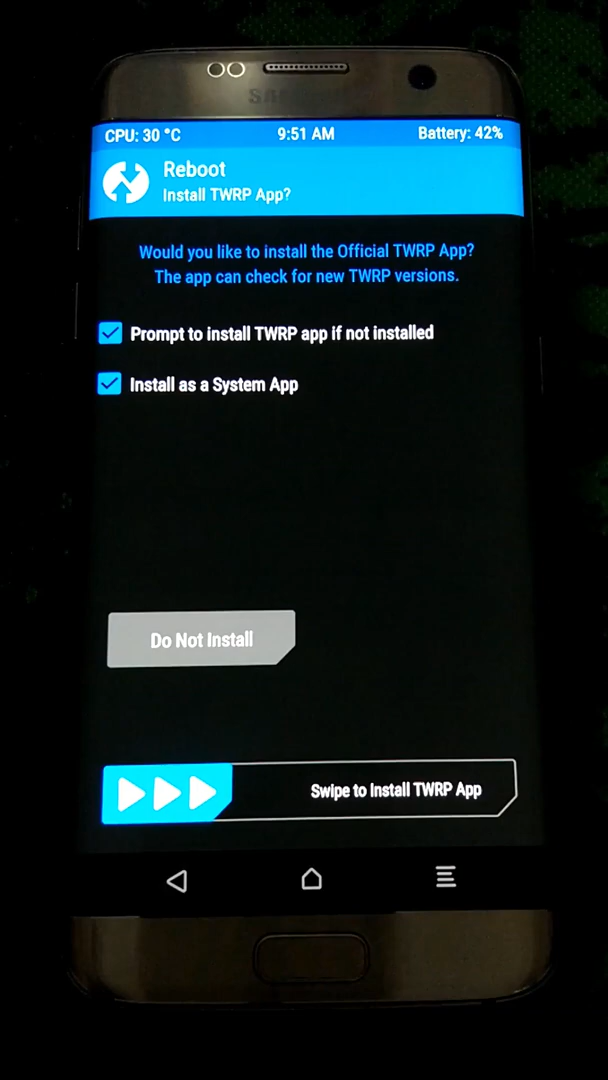 CPU: 30 °C 9:51 AM Battery: 42%
Reboot
Install TWRP App?
Would you like to install the Official TWRP App?
The app can check for new TWRP versions.
Prompt to install TWRP app if not installed
Install as a System App
Do Not Install
Swipe to Install TWRP App